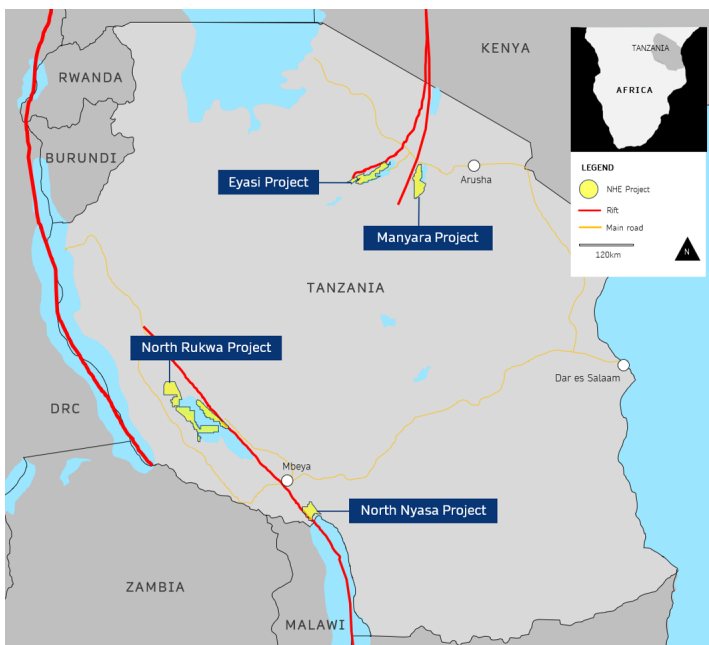 KENYA
TANZANIA
AFRICA
RWANDA
BURUNDI
LEGEND
NHE Project
Rift
Main road
120km
N
Eyasi Project
Arusha
Manyara Project
TANZANIA
North Rukwa Project
Dar es Salaam
DRC
Mbeya
North Nyasa Project
ZAMBIA
MALAWI